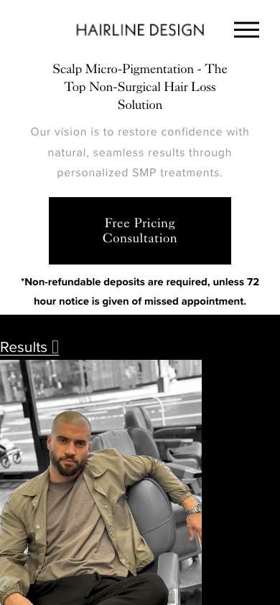 HAIRLINE DESIGN
Scalp Micro-Pigmentation - The
Top Non-Surgical Hair Loss
Solution
Our vision is to restore confidence with
natural, seamless results through
personalized SMP treatments.
Free Pricing
Consultation
*Non-refundable deposits are required, unless 72
hour notice is given of missed appointment.
Results